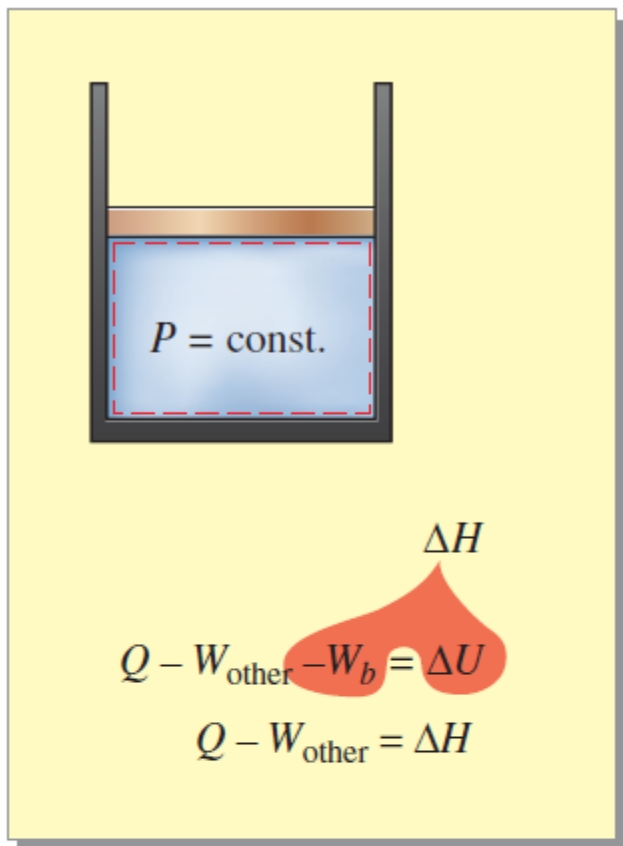 P = const.
ΔH
Q – W_other – W_b = ΔU
Q – W_other = ΔH